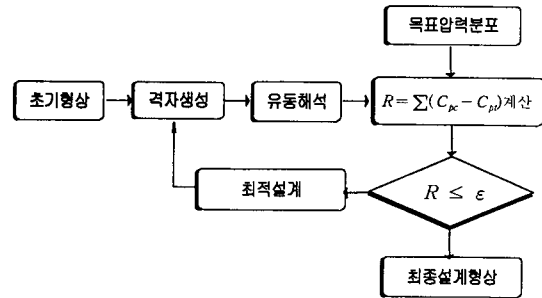 목표압력분포
초기형상
격자생성
유동해석
R = ∑(C_pc − C_pt)계산
최적설계
R ≤ ε
최종설계형상